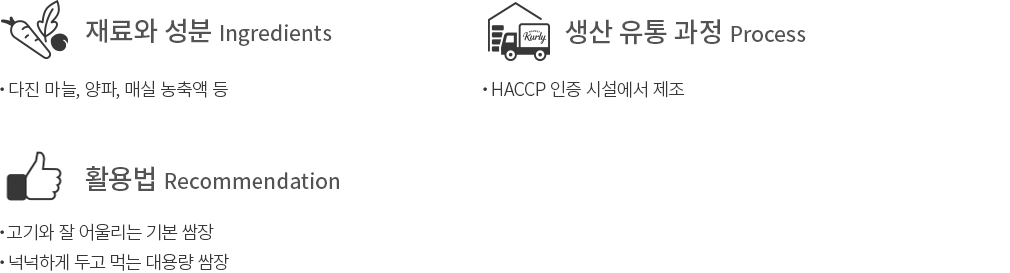 재료와 성분 Ingredients
• 다진 마늘, 양파, 매실 농축액 등
Kurly
생산 유통 과정 Process
• HACCP 인증 시설에서 제조
활용법 Recommendation
• 고기와 잘 어울리는 기본 쌈장
• 넉넉하게 두고 먹는 대용량 쌈장